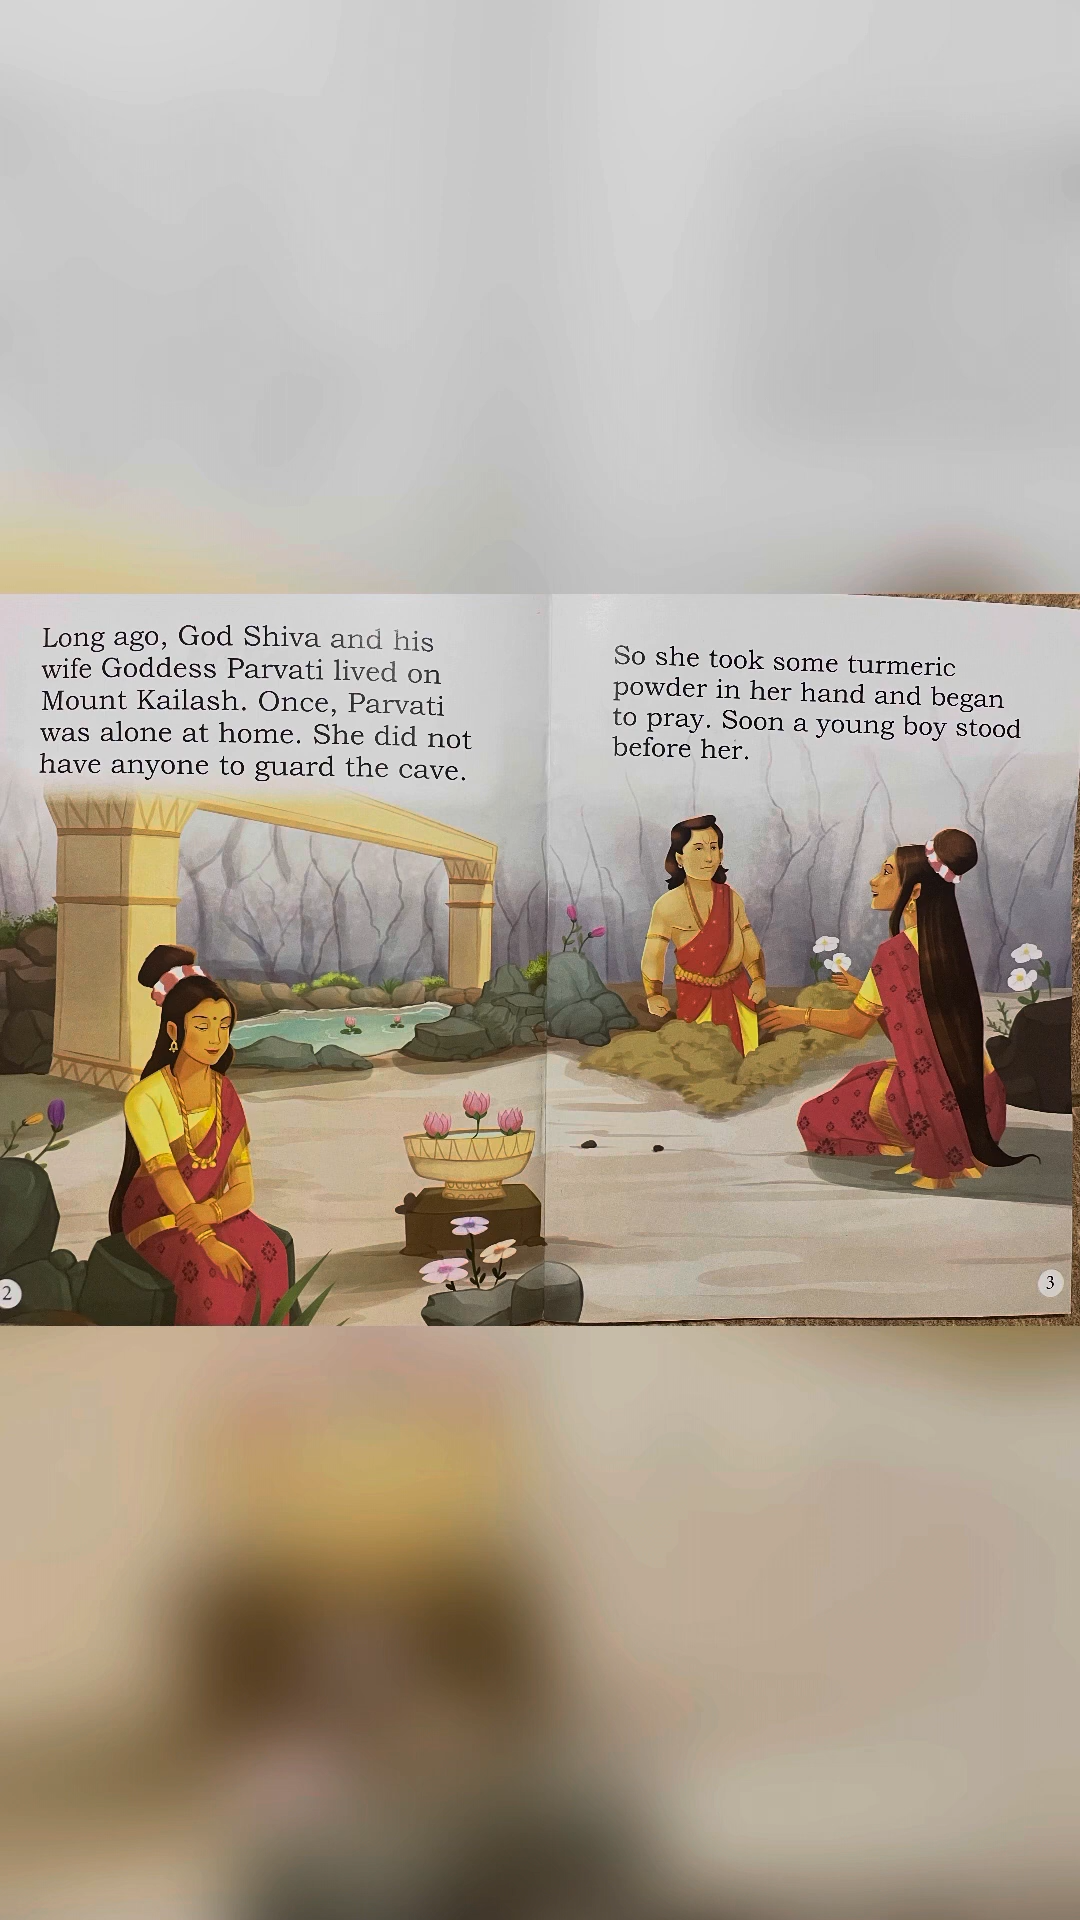 Long ago, God Shiva and his
wife Goddess Parvati lived on
Mount Kailash. Once, Parvati
was alone at home. She did not
have anyone to guard the cave.
2
So she took some turmeric
powder in her hand and began
to pray. Soon a young boy stood
before her.
3